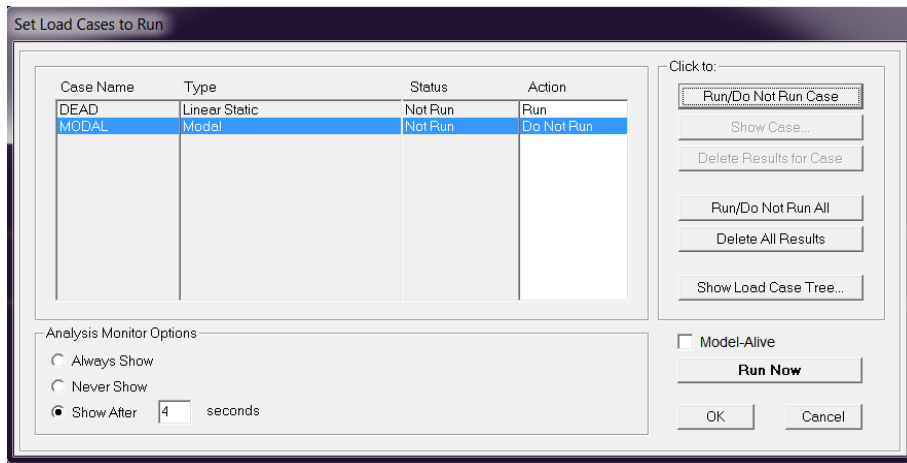 Set Load Cases to Run
Click to:
Case Name Type Status Action
DEAD Linear Static Not Run Run
MODAL Modal Not Run Do Not Run
Run/Do Not Run Case
Show Case...
Delete Results for Case
Run/Do Not Run All
Delete All Results
Show Load Case Tree...
Analysis Monitor Options
Always Show
Never Show
Show After 4 seconds
Model-Alive
Run Now
OK Cancel